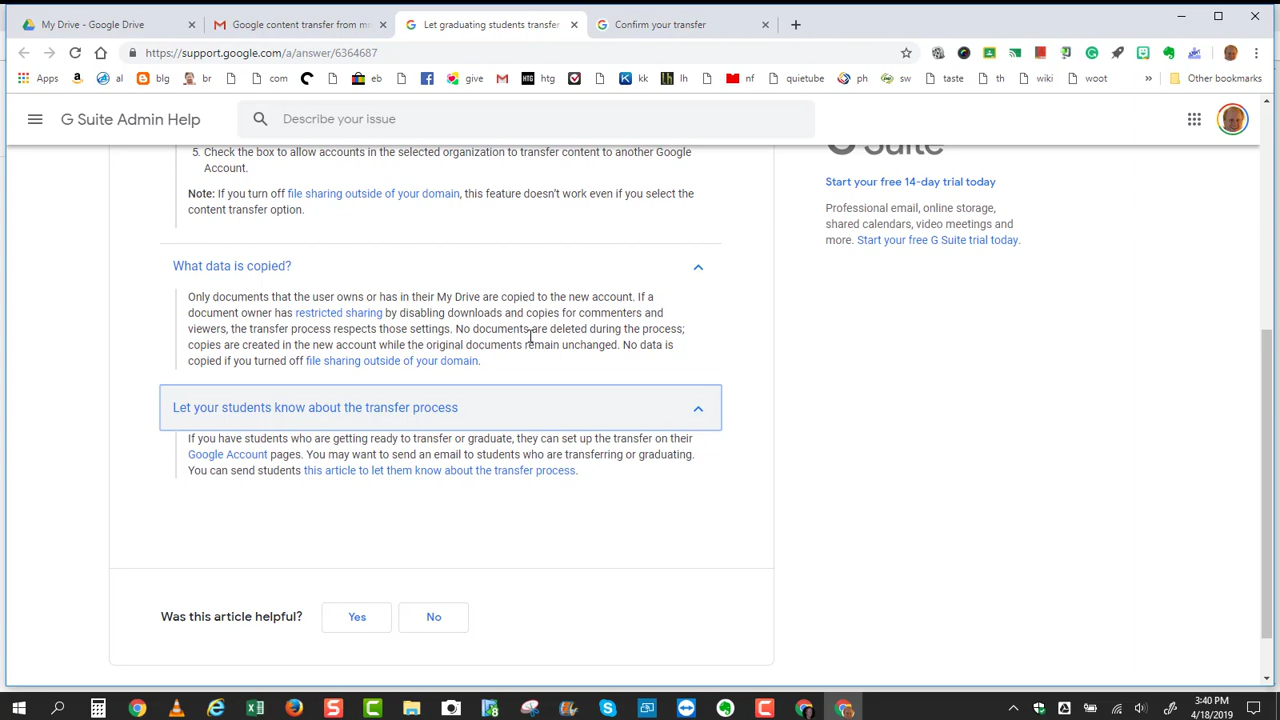 My Drive - Google Drive
Google content transfer from m
Let graduating students transfer
Confirm your transfer
https://support.google.com/a/answer/6364687
Apps
al
blg
br
com
eb
give
htg
kk
lh
nf
quietube
ph
sw
taste
th
wiki
woot
»
Other bookmarks
G Suite Admin Help
Describe your issue
5. Check the box to allow accounts in the selected organization to transfer content to another Google
Account.
Note: If you turn off file sharing outside of your domain, this feature doesn't work even if you select the
content transfer option.
What data is copied?
Only documents that the user owns or has in their My Drive are copied to the new account. If a
document owner has restricted sharing by disabling downloads and copies for commenters and
viewers, the transfer process respects those settings. No documents are deleted during the process;
copies are created in the new account while the original documents remain unchanged. No data is
copied if you turned off file sharing outside of your domain.
Let your students know about the transfer process
If you have students who are getting ready to transfer or graduate, they can set up the transfer on their
Google Account pages. You may want to send an email to students who are transferring or graduating.
You can send students this article to let them know about the transfer process.
Was this article helpful?
Yes
No
G Suite
Start your free 14-day trial today
Professional email, online storage,
shared calendars, video meetings and
more. Start your free G Suite trial today.
3:40 PM
4/18/2019